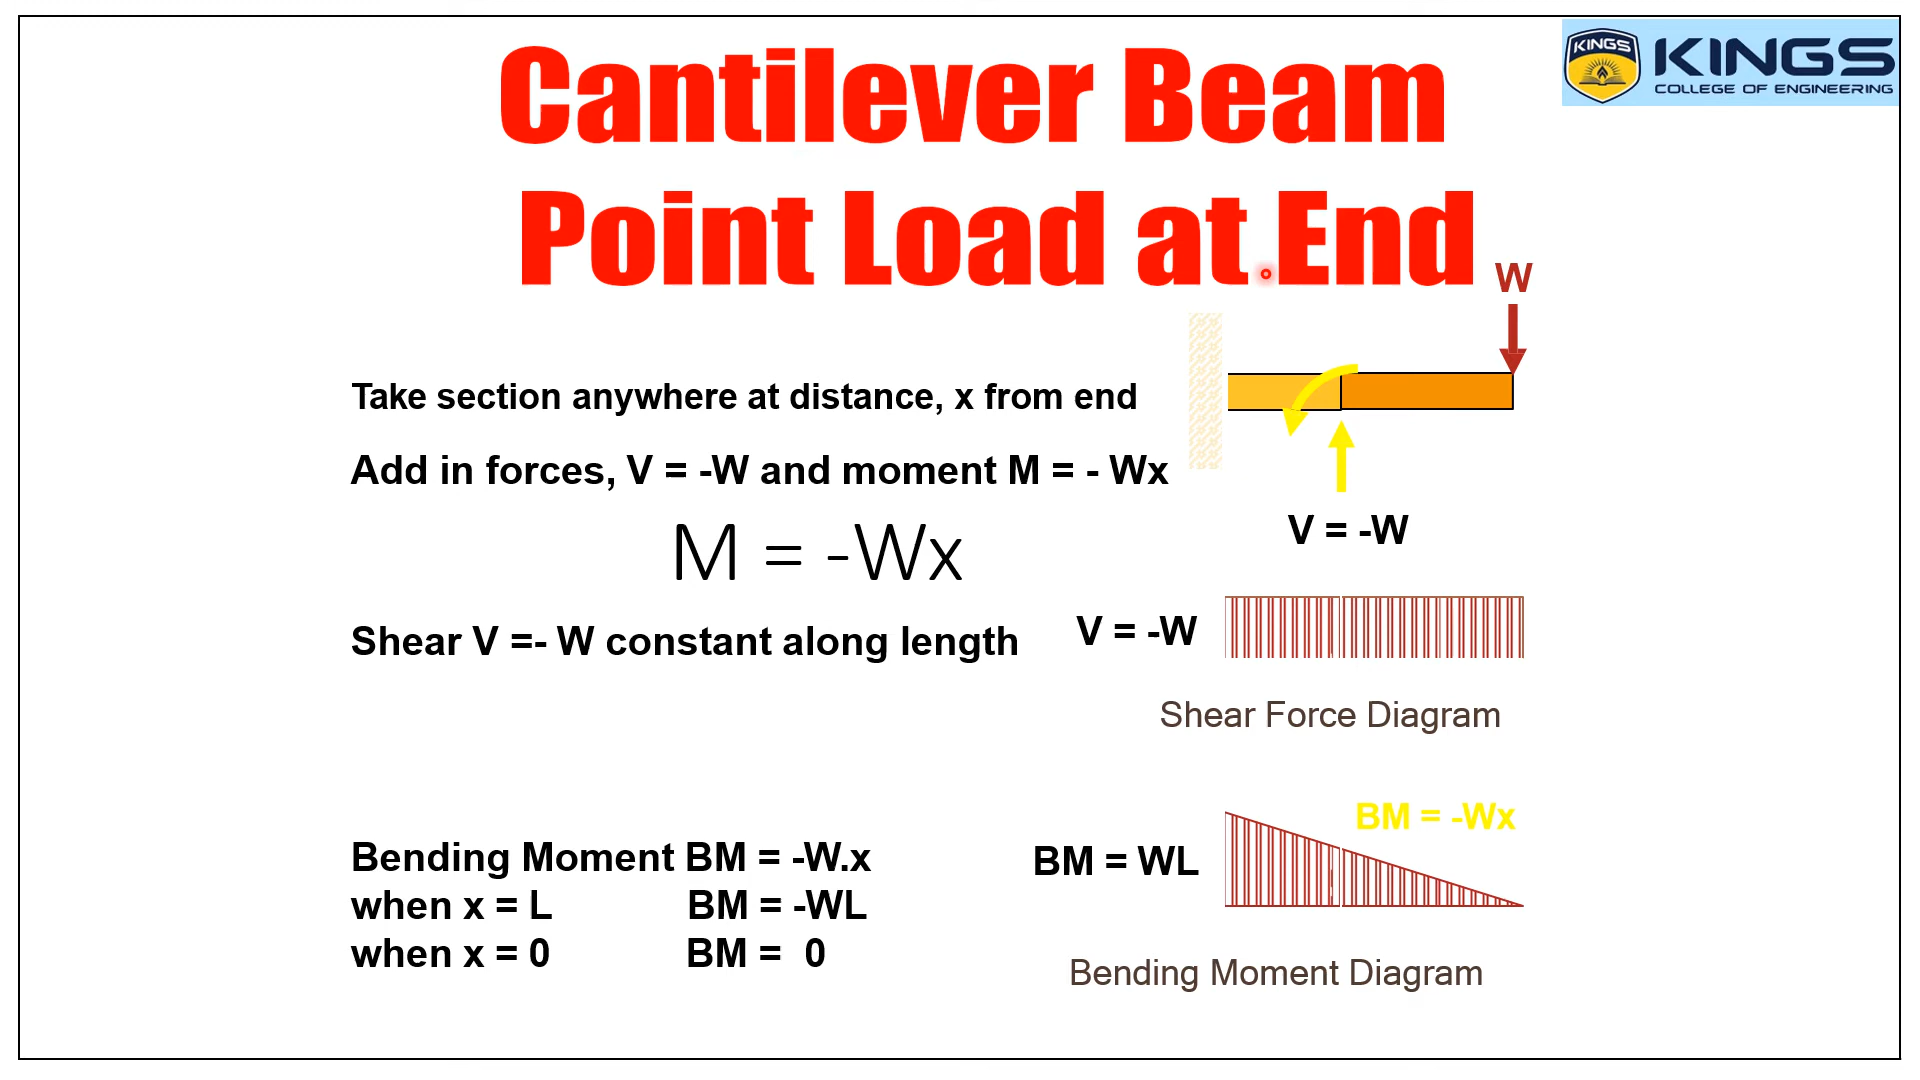 KINGS
KINGS
COLLEGE OF ENGINEERING
Cantilever Beam
Point Load at End
W
Take section anywhere at distance, x from end
Add in forces, V = -W and moment M = - Wx
M = -Wx
V = -W
Shear V =- W constant along length
V = -W
Shear Force Diagram
BM = -Wx
Bending Moment BM = -W.x
when x = L BM = -WL
when x = 0 BM = 0
BM = WL
Bending Moment Diagram